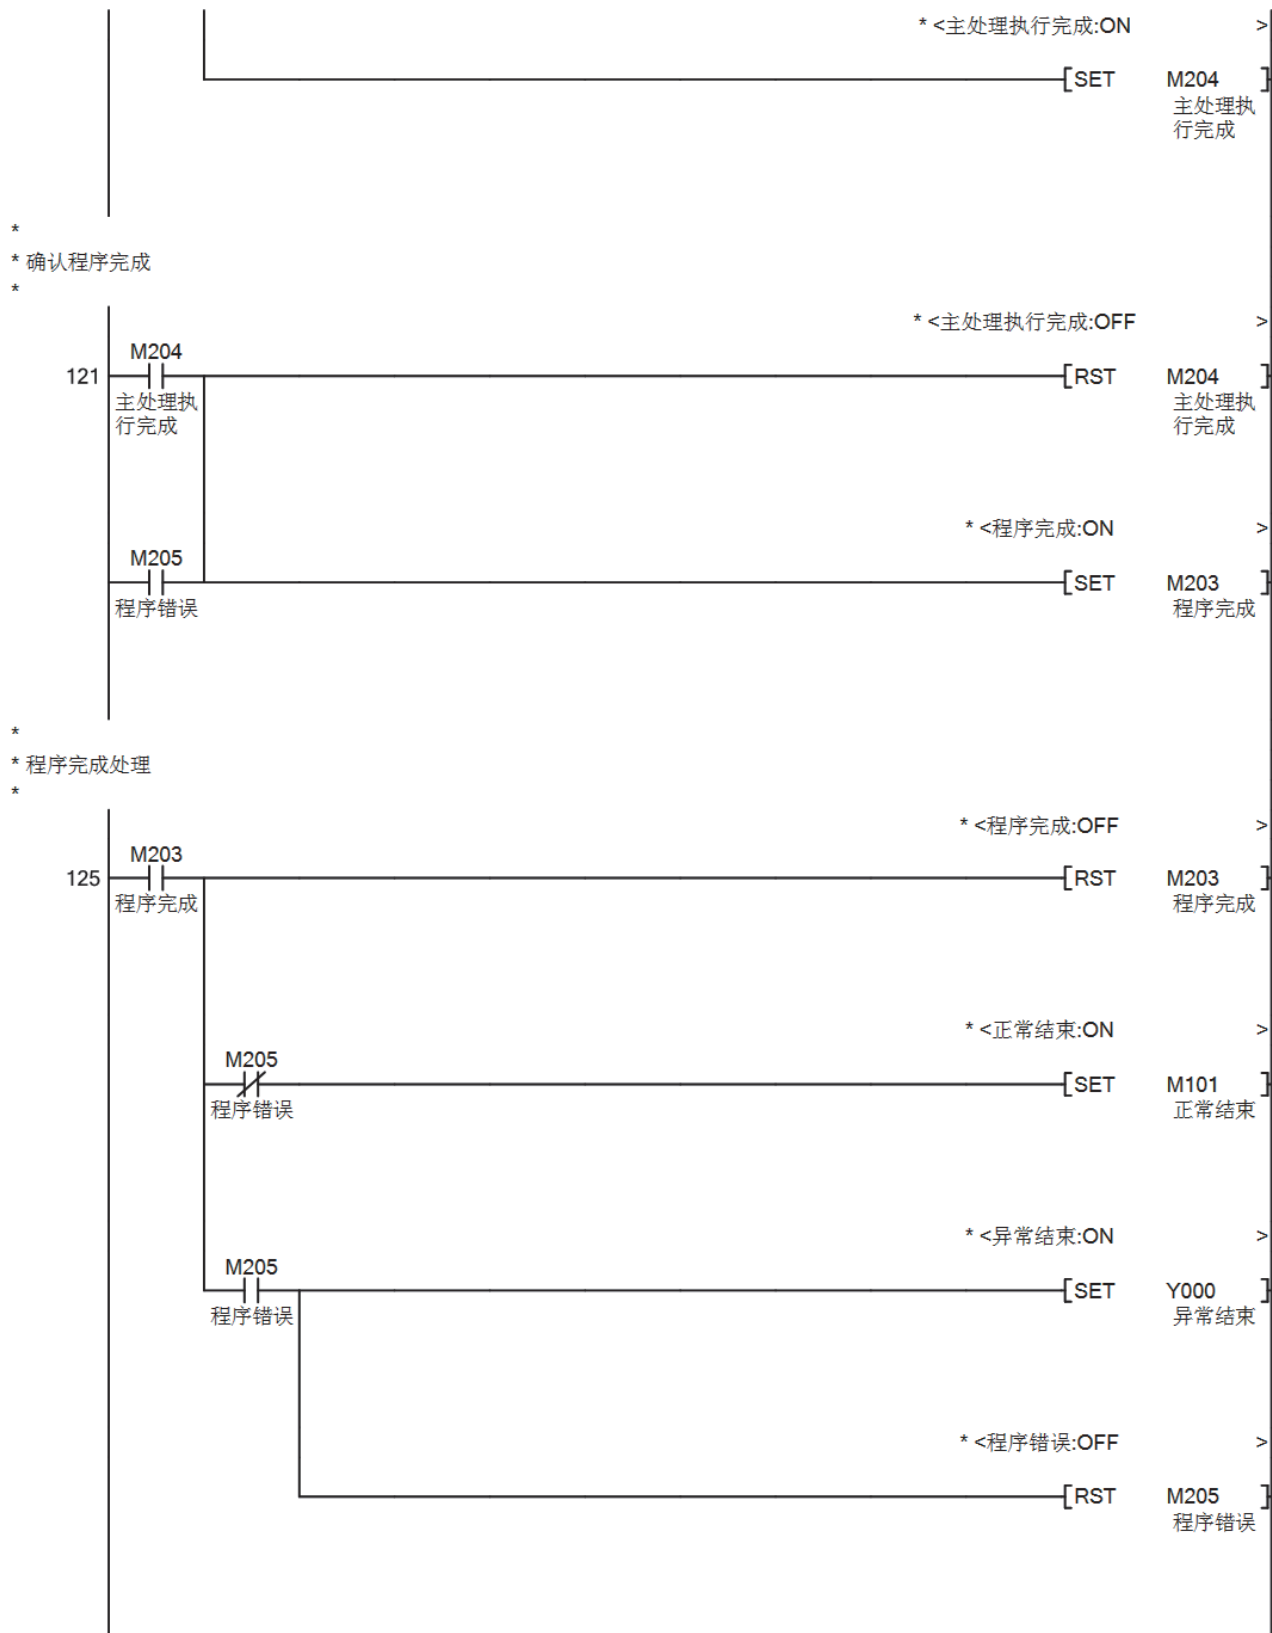 * <主处理执行完成:ON >
[SET M204 ]
主处理执
行完成
*
* 确认程序完成
*
* <主处理执行完成:OFF >
M204
121 [RST M204 ]
主处理执 主处理执
行完成 行完成
* <程序完成:ON >
M205
[SET M203 ]
程序错误 程序完成
*
* 程序完成处理
*
* <程序完成:OFF >
M203
125 [RST M203 ]
程序完成 程序完成
* <正常结束:ON >
M205
[SET M101 ]
程序错误 正常结束
* <异常结束:ON >
M205
[SET Y000 ]
程序错误 异常结束
* <程序错误:OFF >
[RST M205 ]
程序错误